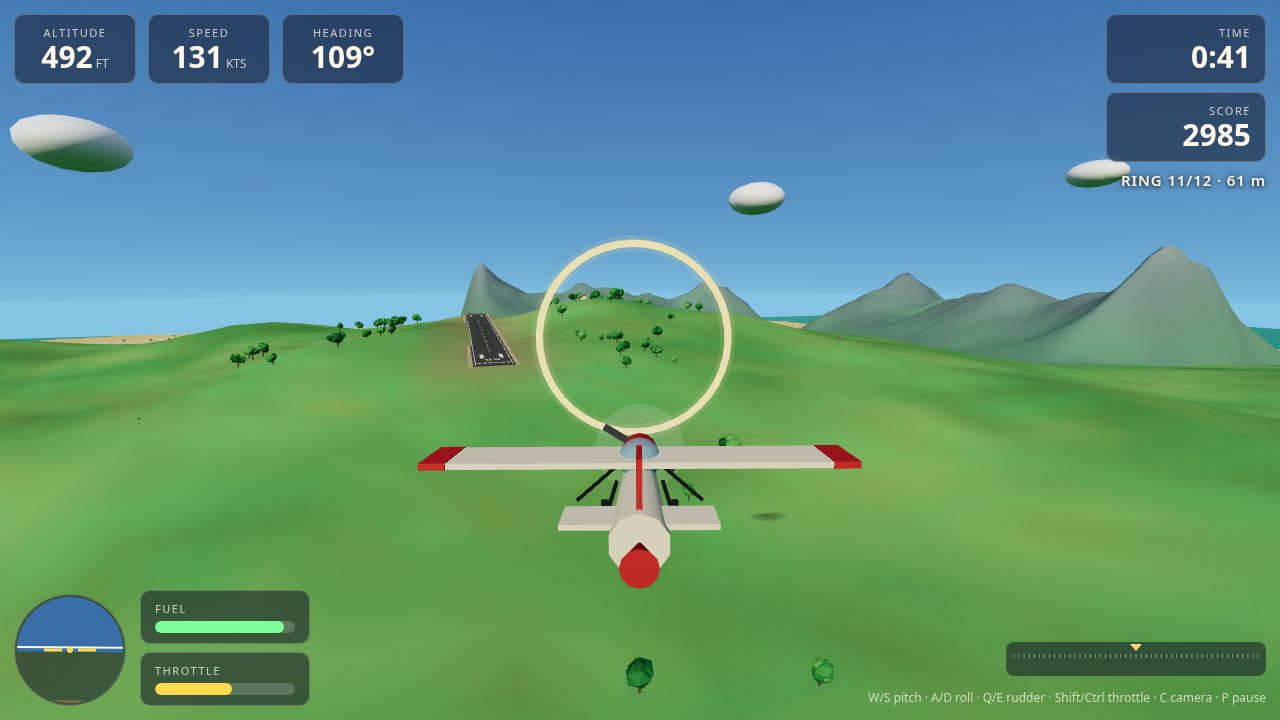 ALTITUDE
492 FT
SPEED
131 KTS
HEADING
109°
TIME
0:41
SCORE
2985
RING 11/12 · 61 m
FUEL
THROTTLE
W/S pitch · A/D roll · Q/E rudder · Shift/Ctrl throttle · C camera · P pause